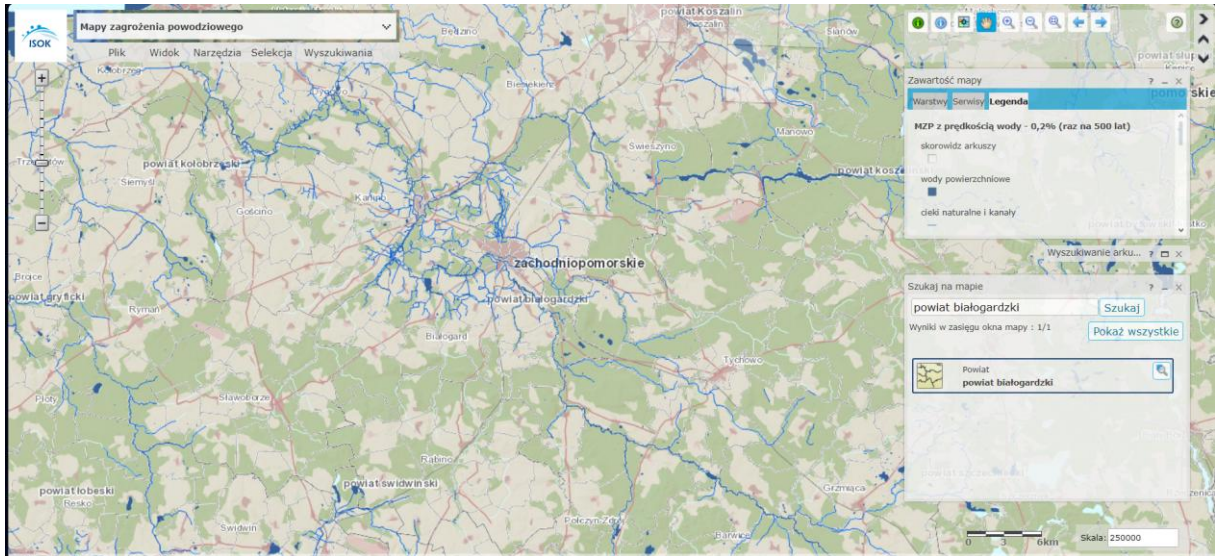 ISOK
Mapy zagrożenia powodziowego
Plik Widok Narzędzia Selekcja Wyszukiwania
powiat Koszalin
Koszalin
Będzino
Sianów
Kołobrzeg
Biesiekierz
powiat słup
pomorskie
Manowo
Świeszyno
powiat kołobrzeski
Siemyśl
Gościno
Karlino
zachodniopomorskie
Brojce
powiat gryficki
Rymań
powiat białogardzki
Białogard
Tychowo
Płoty
Sławoborze
Rąbino
powiat łobeski
Resko
powiat świdwiński
Świdwin
Połczyn-Zdrój
Grzmiąca
Barwice
Zawartość mapy ? _ ×
Warstwy Serwisy Legenda
MZP z prędkością wody - 0,2% (raz na 500 lat)
skorowidz arkuszy
wody powierzchniowe
cieki naturalne i kanały
Wyszukiwanie arku... ? ×
Szukaj na mapie ? _ ×
powiat białogardzki Szukaj
Wyniki w zasięgu okna mapy : 1/1
Pokaż wszystkie
Powiat
powiat białogardzki
0 3 6km
Skala: 250000